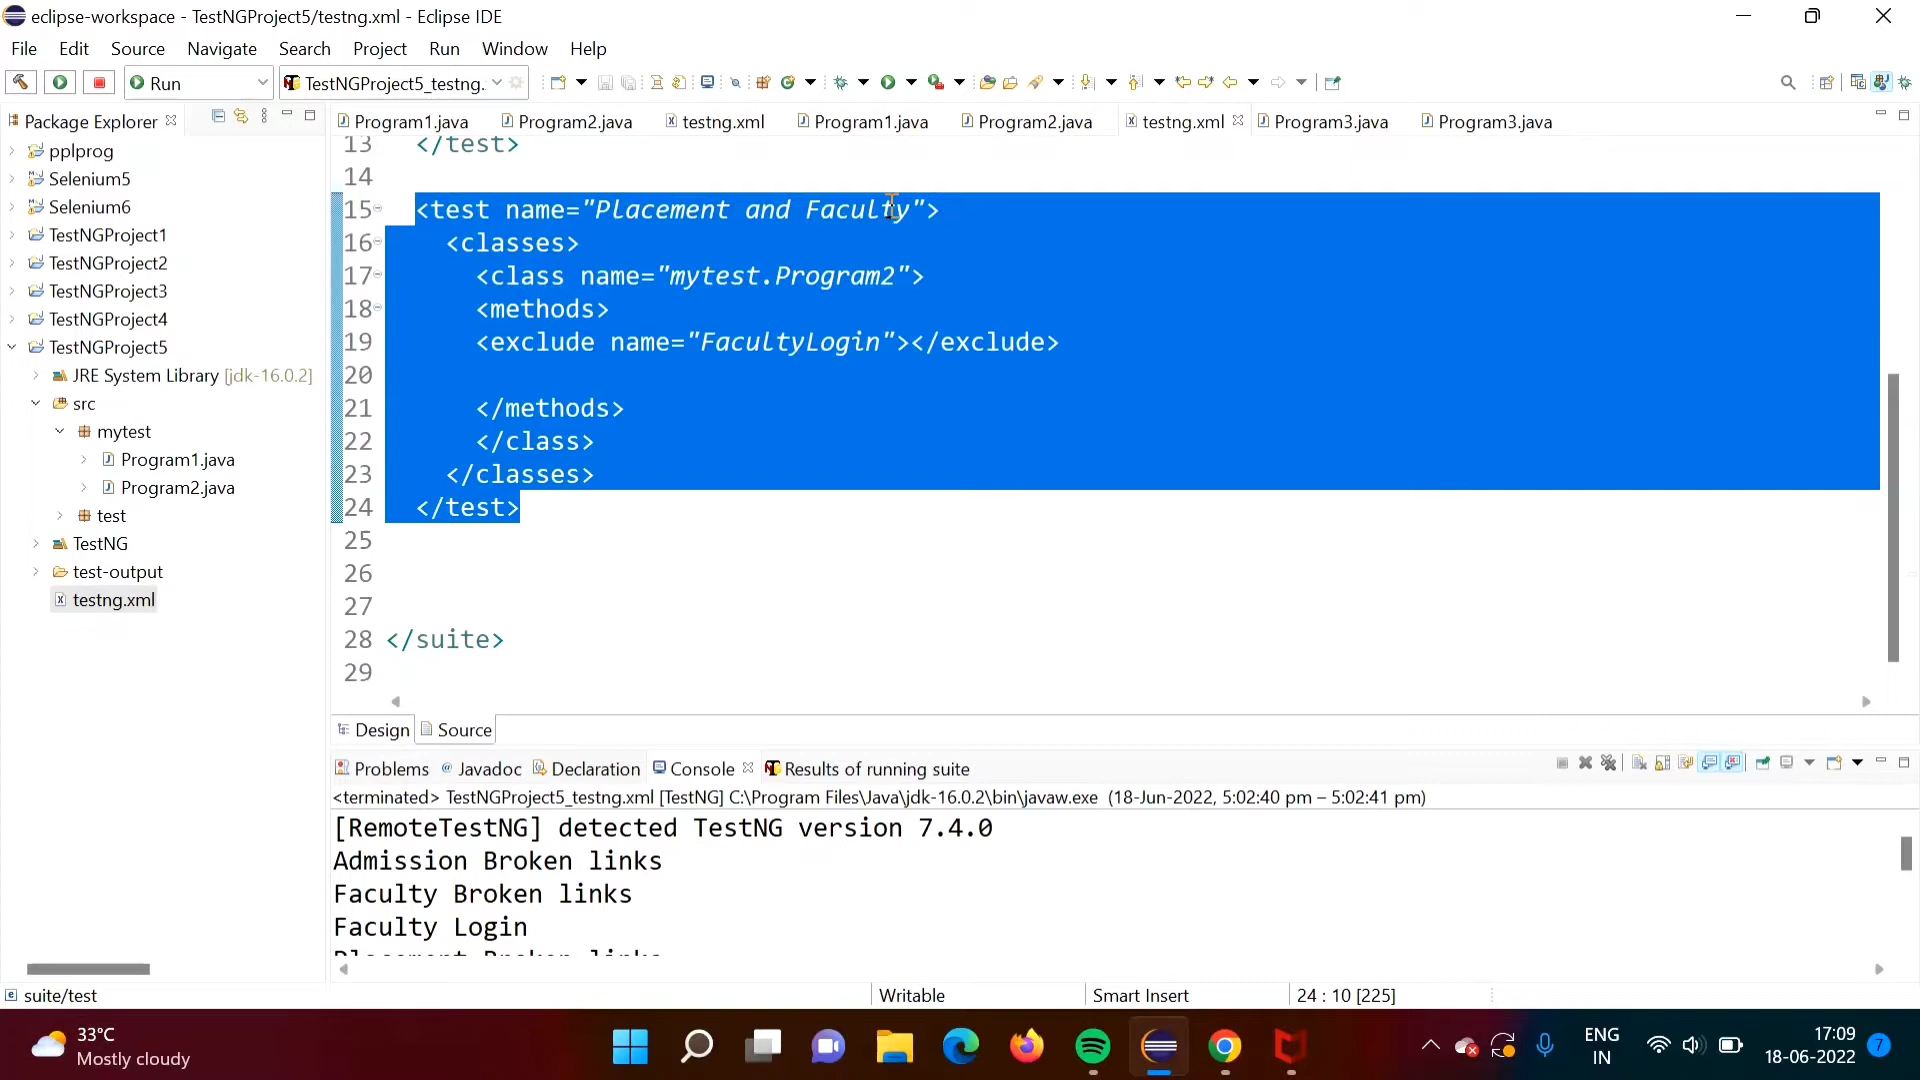 eclipse-workspace - TestNGProject5/testng.xml - Eclipse IDE
File Edit Source Navigate Search Project Run Window Help
Run TestNGProject5_testng.
Package Explorer
Program1.java Program2.java testng.xml Program1.java Program2.java testng.xml Program3.java Program3.java
pplprog
Selenium5
Selenium6
TestNGProject1
TestNGProject2
TestNGProject3
TestNGProject4
TestNGProject5
JRE System Library [jdk-16.0.2]
src
mytest
Program1.java
Program2.java
test
TestNG
test-output
testng.xml
13 </test>
14
15 <test name="Placement and Faculty">
16 <classes>
17 <class name="mytest.Program2">
18 <methods>
19 <exclude name="FacultyLogin"></exclude>
20
21 </methods>
22 </class>
23 </classes>
24 </test>
25
26
27
28 </suite>
29
Design Source
Problems Javadoc Declaration Console Results of running suite
<terminated> TestNGProject5_testng.xml [TestNG] C:\Program Files\Java\jdk-16.0.2\bin\javaw.exe (18-Jun-2022, 5:02:40 pm – 5:02:41 pm)
[RemoteTestNG] detected TestNG version 7.4.0
Admission Broken links
Faculty Broken links
Faculty Login
Placement Broken links
suite/test Writable Smart Insert 24 : 10 [225]
33°C
Mostly cloudy
ENG
IN
17:09
18-06-2022
7